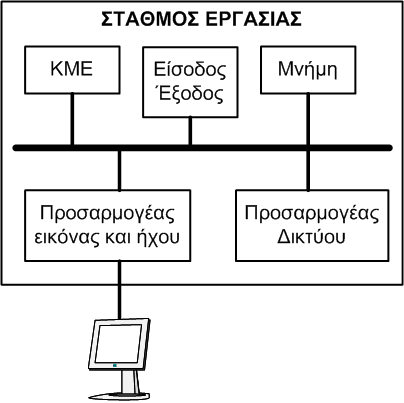 ΣΤΑΘΜΟΣ ΕΡΓΑΣΙΑΣ
ΚΜΕ
Είσοδος
Έξοδος
Μνήμη
Προσαρμογέας
εικόνας και ήχου
Προσαρμογέας
Δικτύου